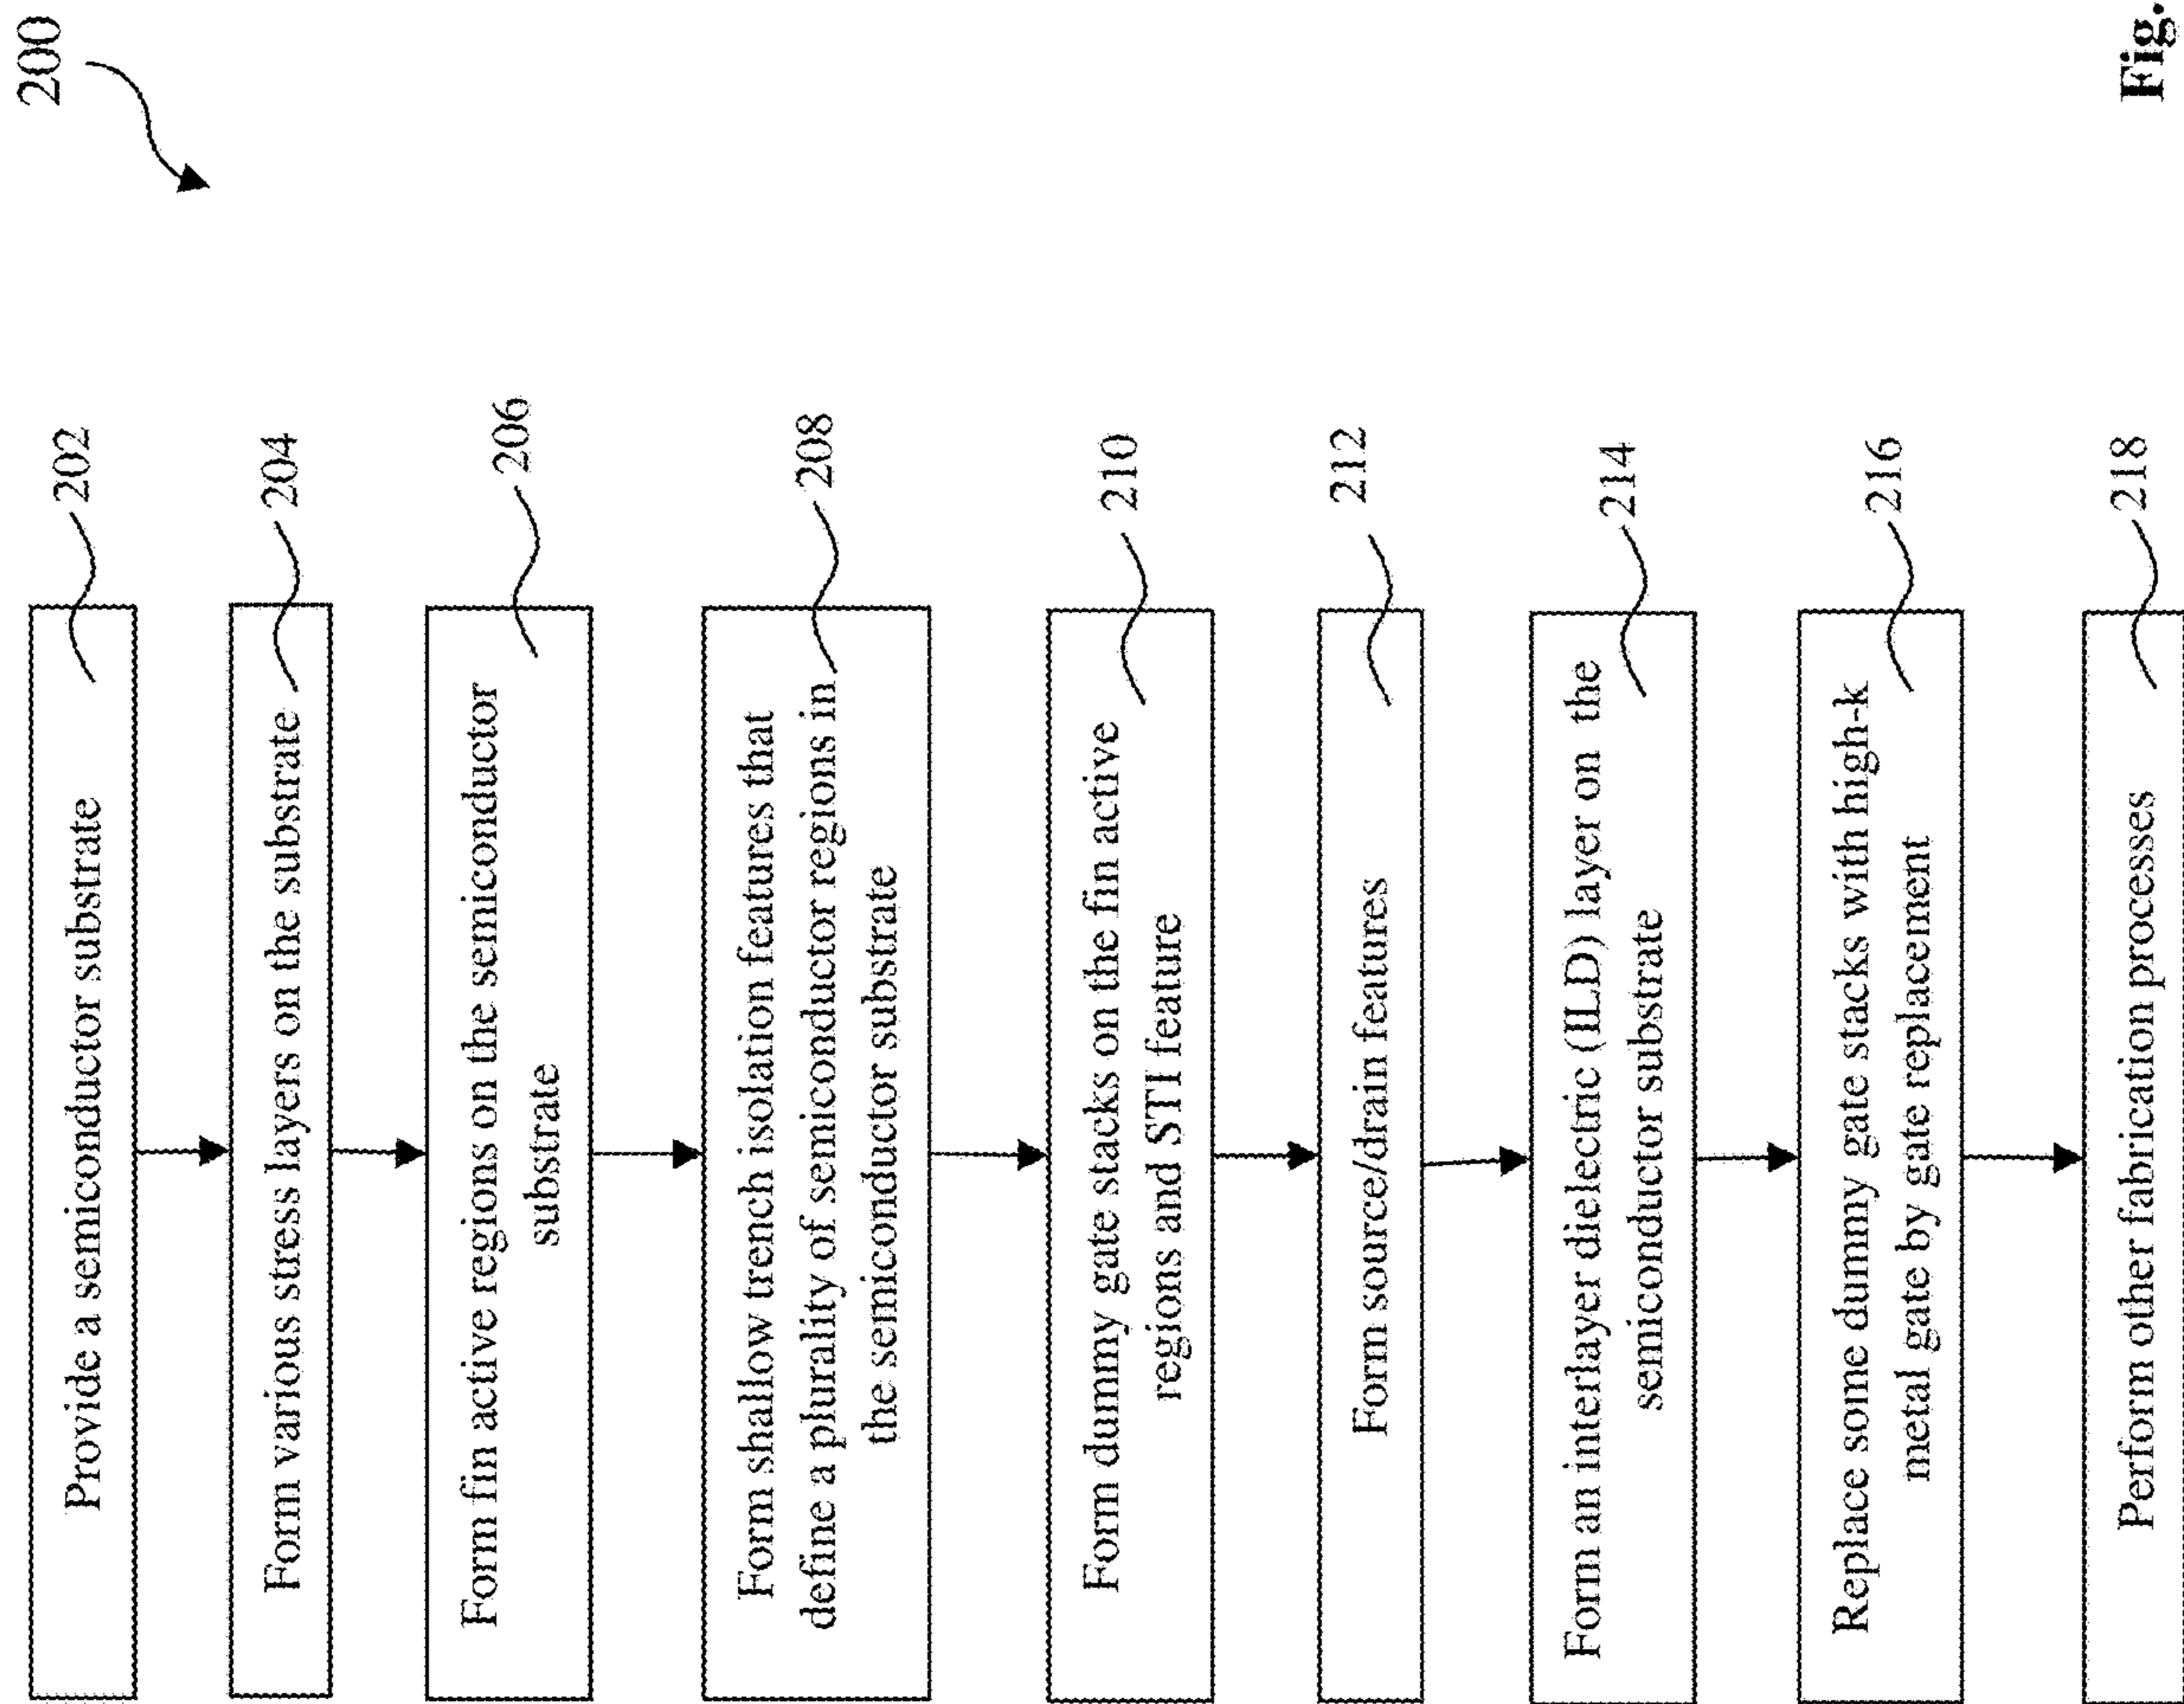 200
Provide a semiconductor substrate
202
Form various stress layers on the substrate
204
Form fin active regions on the semiconductor
substrate
206
Form shallow trench isolation features that
define a plurality of semiconductor regions in
the semiconductor substrate
208
Form dummy gate stacks on the fin active
regions and STI feature
210
Form source/drain features
212
Form an interlayer dielectric (ILD) layer on the
semiconductor substrate
214
Replace some dummy gate stacks with high-k
metal gate by gate replacement
216
Perform other fabrication processes
218
Fig.